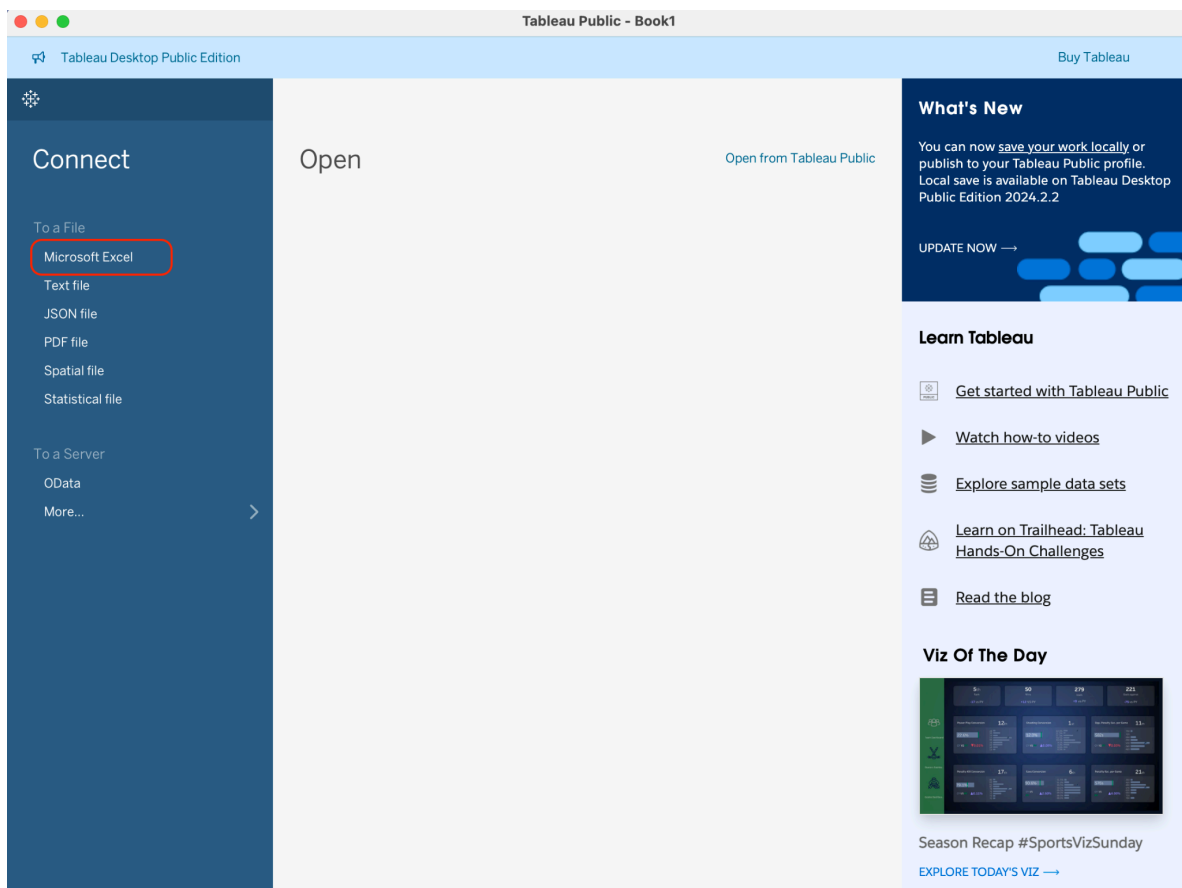 Tableau Public - Book1
Tableau Desktop Public Edition
Buy Tableau
Connect
To a File
Microsoft Excel
Text file
JSON file
PDF file
Spatial file
Statistical file
To a Server
OData
More...
Open
Open from Tableau Public
What's New
You can now save your work locally or
publish to your Tableau Public profile.
Local save is available on Tableau Desktop
Public Edition 2024.2.2
UPDATE NOW ⟶
Learn Tableau
Get started with Tableau Public
Watch how-to videos
Explore sample data sets
Learn on Trailhead: Tableau
Hands-On Challenges
Read the blog
Viz Of The Day
50
279
221
Season Recap #SportsVizSunday
EXPLORE TODAY'S VIZ ⟶